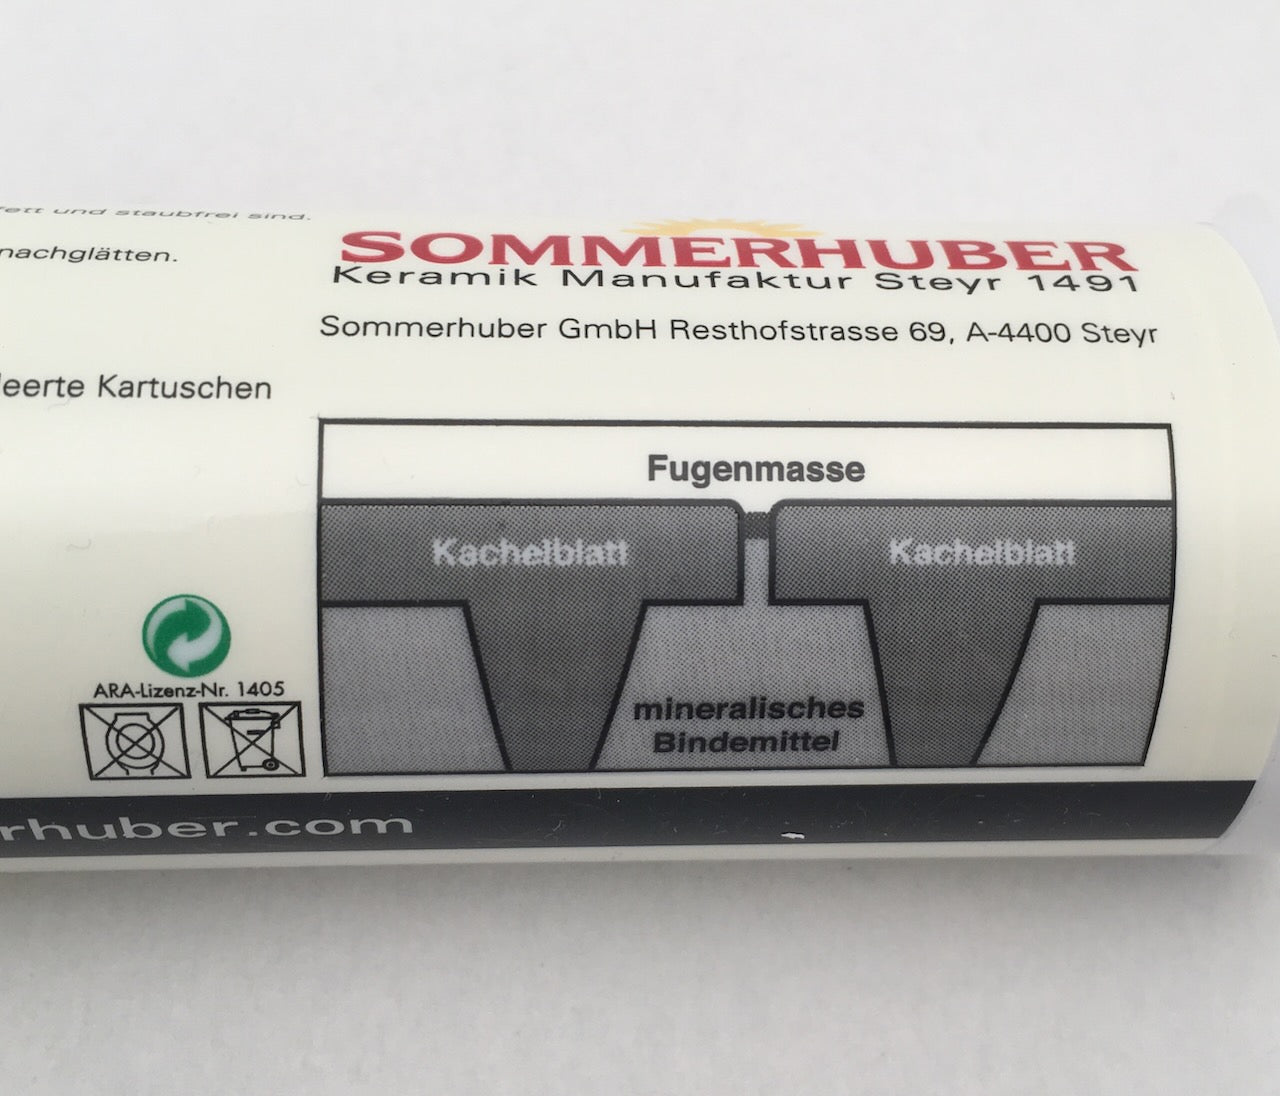 fett und staubfrei sind.
nachglätten.
SOMMERHUBER
Keramik Manufaktur Steyr 1491
Sommerhuber GmbH Resthofstrasse 69, A-4400 Steyr
leerte Kartuschen
Fugenmasse
Kachelblatt Kachelblatt
mineralisches
Bindemittel
ARA-Lizenz-Nr. 1405
rhuber.com